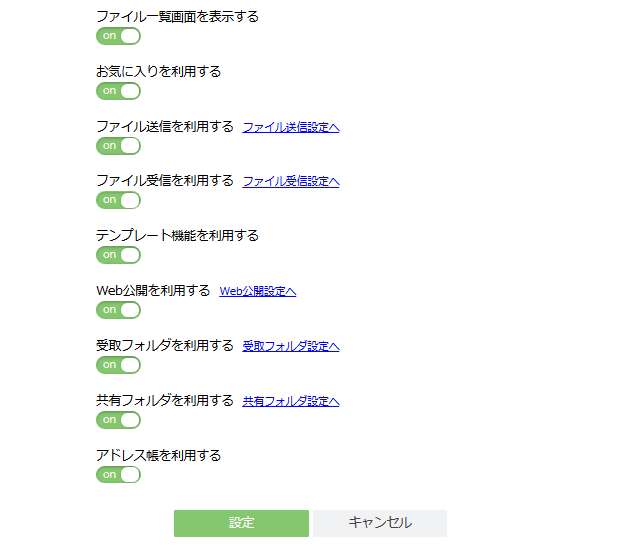 ファイル一覧画面を表示する
on
お気に入りを利用する
on
ファイル送信を利用する ファイル送信設定へ
on
ファイル受信を利用する ファイル受信設定へ
on
テンプレート機能を利用する
on
Web公開を利用する Web公開設定へ
on
受取フォルダを利用する 受取フォルダ設定へ
on
共有フォルダを利用する 共有フォルダ設定へ
on
アドレス帳を利用する
on
設定 キャンセル